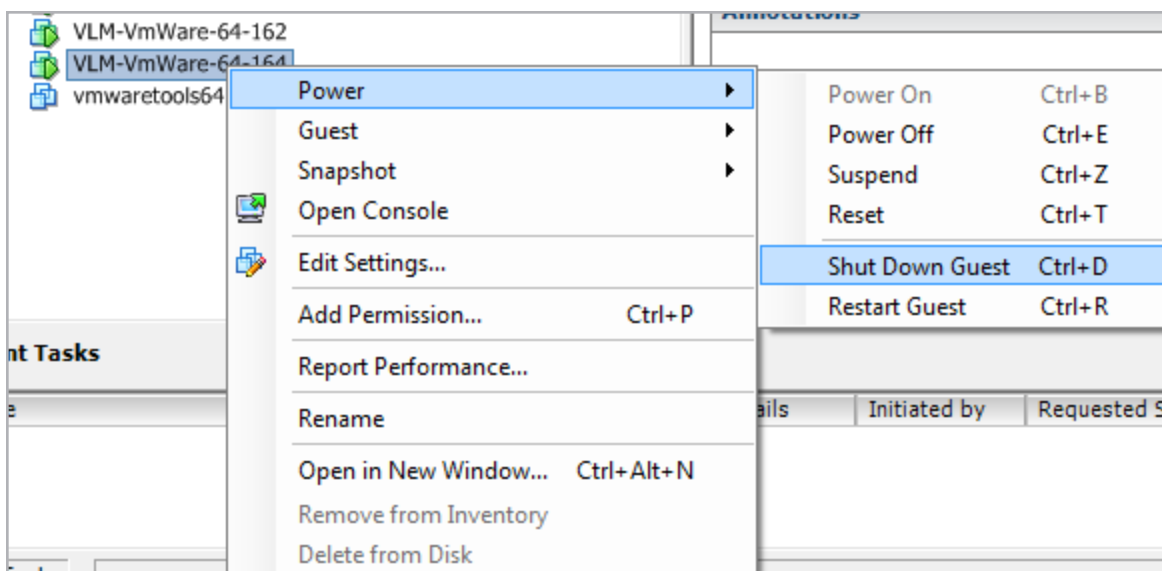 VLM-VmWare-64-162
VLM-VmWare-64-164
vmwaretools64
Annotations
Power
Guest
Snapshot
Open Console
Edit Settings...
Add Permission... Ctrl+P
Report Performance...
Rename
Open in New Window... Ctrl+Alt+N
Remove from Inventory
Delete from Disk
Power On Ctrl+B
Power Off Ctrl+E
Suspend Ctrl+Z
Reset Ctrl+T
Shut Down Guest Ctrl+D
Restart Guest Ctrl+R
nt Tasks
e ails Initiated by Requested S